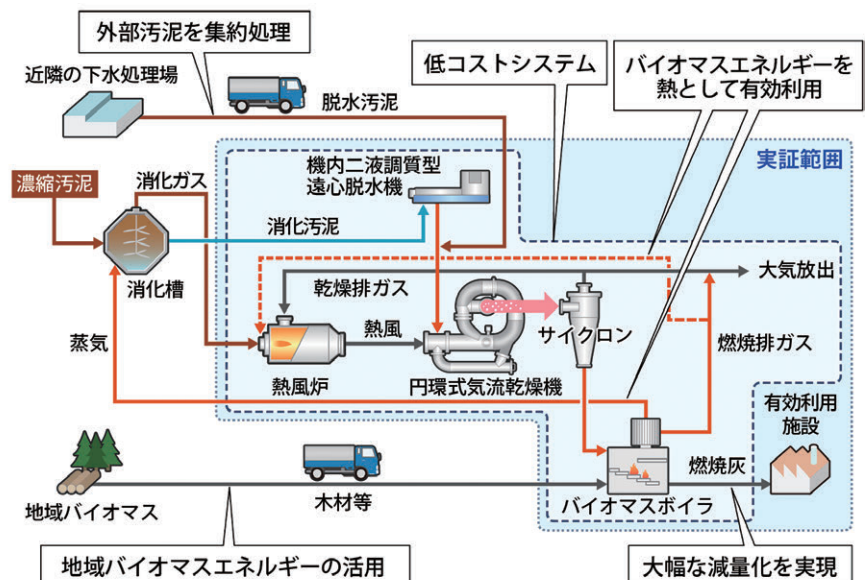 外部汚泥を集約処理
近隣の下水処理場
脱水汚泥
低コストシステム
バイオマスエネルギーを
熱として有効利用
実証範囲
濃縮汚泥
消化ガス
機内二液調質型
遠心脱水機
消化汚泥
消化槽
乾燥排ガス
大気放出
蒸気
熱風
サイクロン
燃焼排ガス
熱風炉
円環式気流乾燥機
有効利用
施設
地域バイオマス
木材等
バイオマスボイラ
燃焼灰
地域バイオマスエネルギーの活用
大幅な減量化を実現